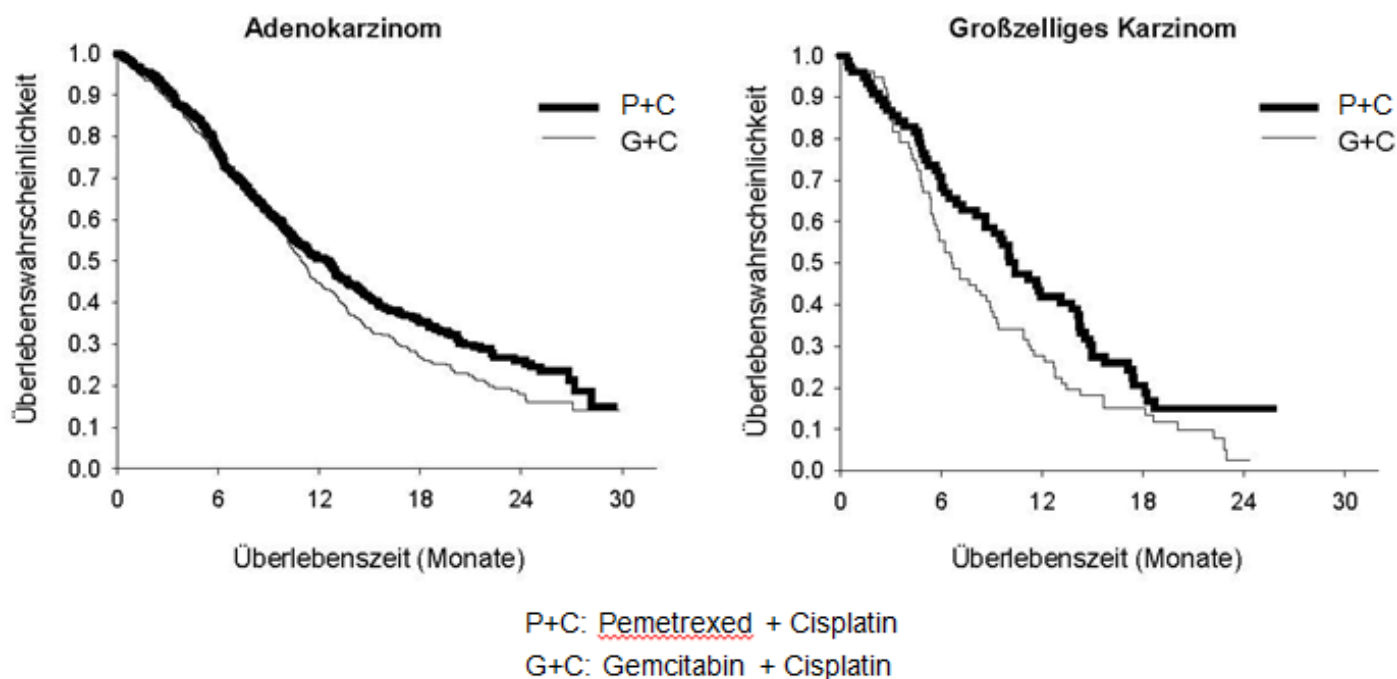 Adenokarzinom
Überlebenswahrscheinlichkeit
1.0
0.9
0.8
0.7
0.6
0.5
0.4
0.3
0.2
0.1
0.0
P+C
G+C
0 6 12 18 24 30
Überlebenszeit (Monate)
Großzelliges Karzinom
Überlebenswahrscheinlichkeit
1.0
0.9
0.8
0.7
0.6
0.5
0.4
0.3
0.2
0.1
0.0
P+C
G+C
0 6 12 18 24 30
Überlebenszeit (Monate)
P+C: Pemetrexed + Cisplatin
G+C: Gemcitabin + Cisplatin